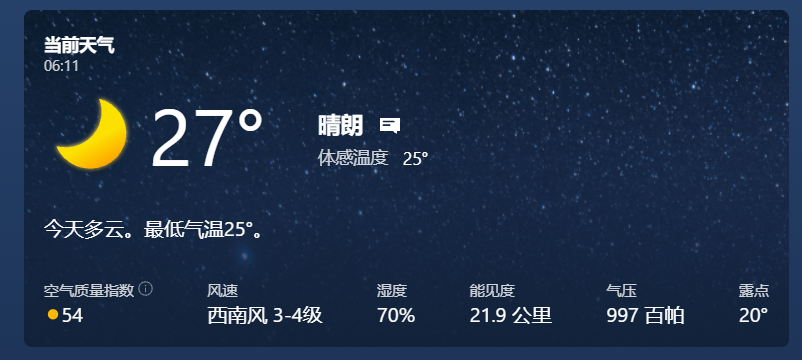 当前天气
06:11
27°
晴朗
体感温度 25°
今天多云。最低气温25°。
空气质量指数 风速 湿度 能见度 气压 露点
54 西南风 3-4级 70% 21.9 公里 997 百帕 20°